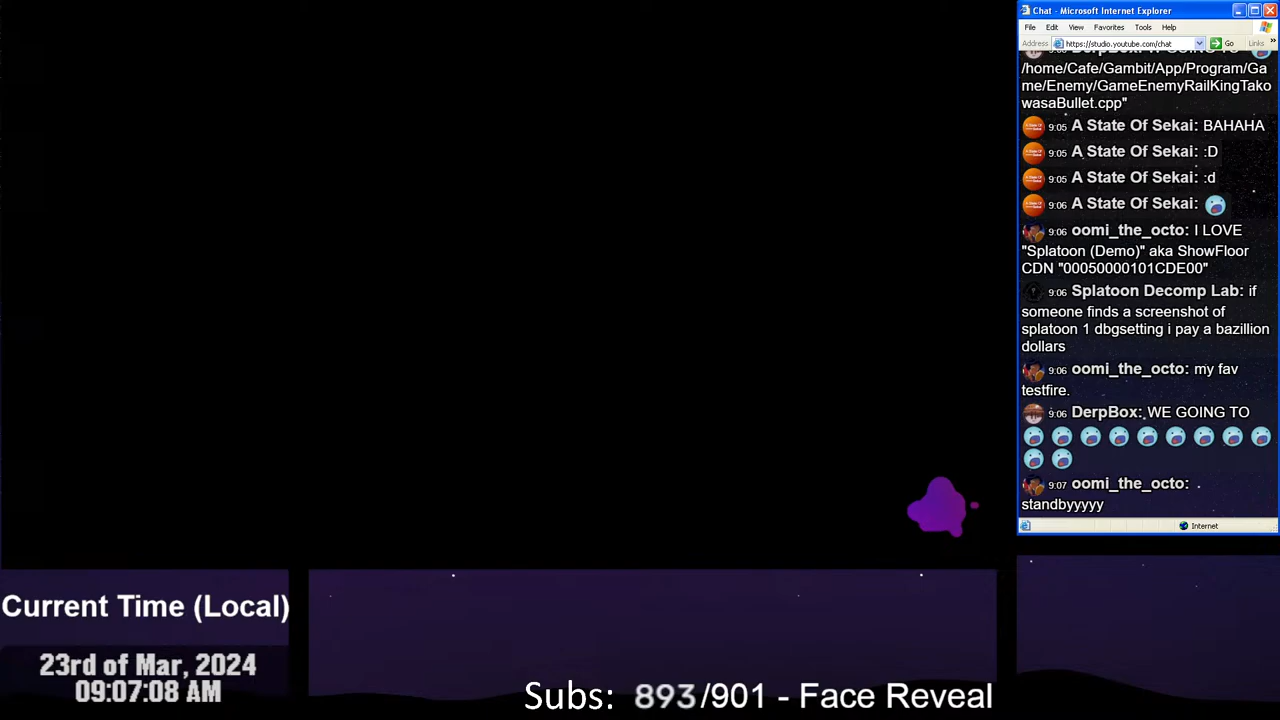 Chat - Microsoft Internet Explorer
File Edit View Favorites Tools Help
Address https://studio.youtube.com/chat Go Links »
/home/Cafe/Gambit/App/Program/Ga
me/Enemy/GameEnemyRailKingTako
wasaBullet.cpp"
9:05 A State Of Sekai: BAHAHA
9:05 A State Of Sekai: :D
9:05 A State Of Sekai: :d
9:06 A State Of Sekai:
9:06 oomi_the_octo: I LOVE
"Splatoon (Demo)" aka ShowFloor
CDN "00050000101CDE00"
9:06 Splatoon Decomp Lab: if
someone finds a screenshot of
splatoon 1 dbgsetting i pay a bazillion
dollars
9:06 oomi_the_octo: my fav
testfire.
9:06 DerpBox: WE GOING TO
9:07 oomi_the_octo:
standbyyyyy
Internet
Current Time (Local)
23rd of Mar, 2024
09:07:08 AM
Subs: 893/901 - Face Reveal